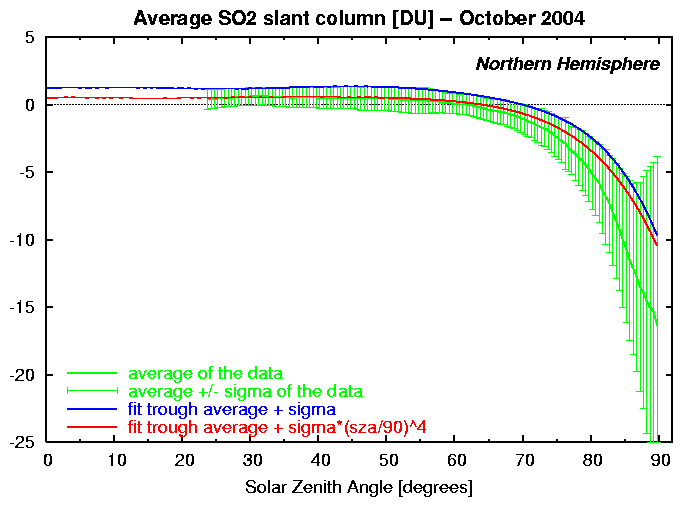 Average SO2 slant column [DU] – October 2004
Northern Hemisphere
5
0
-5
-10
-15
-20
-25
average of the data
average +/- sigma of the data
fit trough average + sigma
fit trough average + sigma*(sza/90)^4
0 10 20 30 40 50 60 70 80 90
Solar Zenith Angle [degrees]